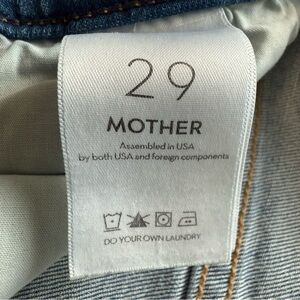 29
MOTHER
Assembled in USA
by both USA and foreign components
DO YOUR OWN LAUNDRY